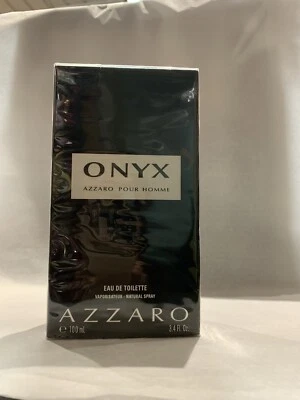 ONYX
AZZARO POUR HOMME
EAU DE TOILETTE
VAPORISATEUR - NATURAL SPRAY
AZZARO
℮ 100 mL 3.4 fl. Oz.